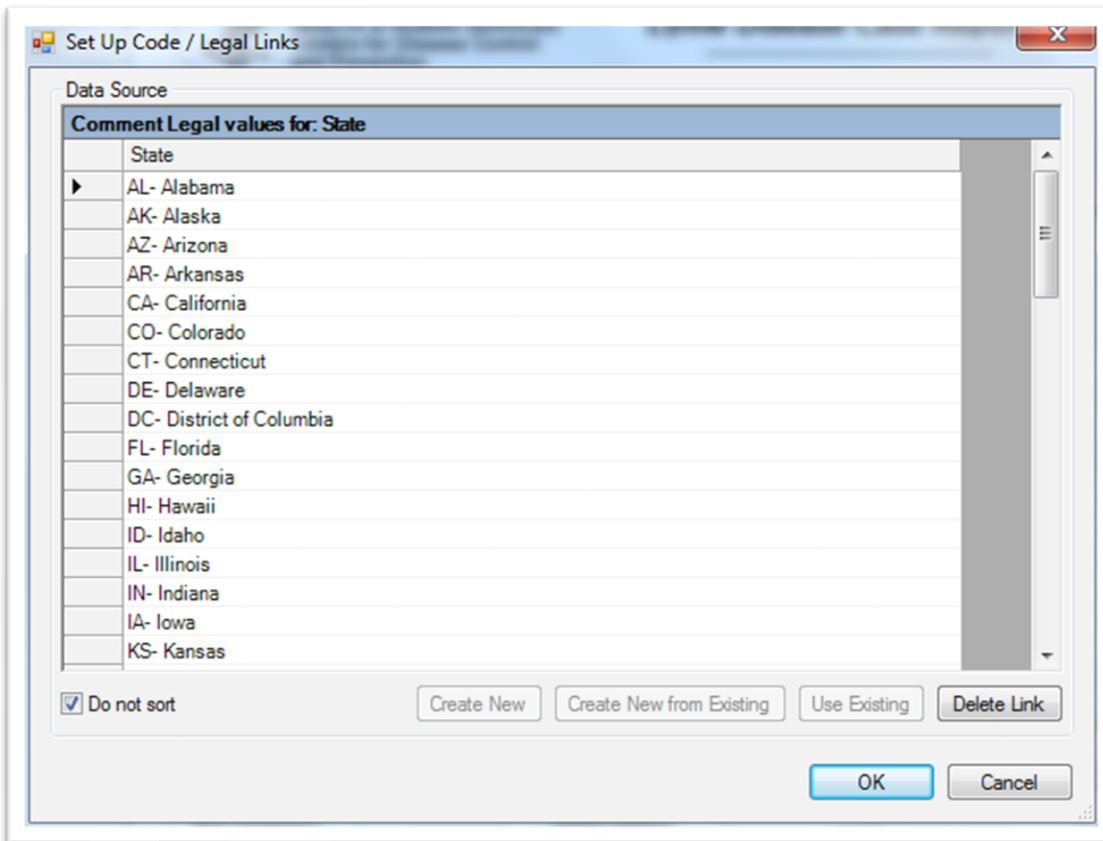 Set Up Code / Legal Links
Data Source
Comment Legal values for: State
State
AL- Alabama
AK- Alaska
AZ- Arizona
AR- Arkansas
CA- California
CO- Colorado
CT- Connecticut
DE- Delaware
DC- District of Columbia
FL- Florida
GA- Georgia
HI- Hawaii
ID- Idaho
IL- Illinois
IN- Indiana
IA- Iowa
KS- Kansas
Do not sort Create New Create New from Existing Use Existing Delete Link
OK Cancel